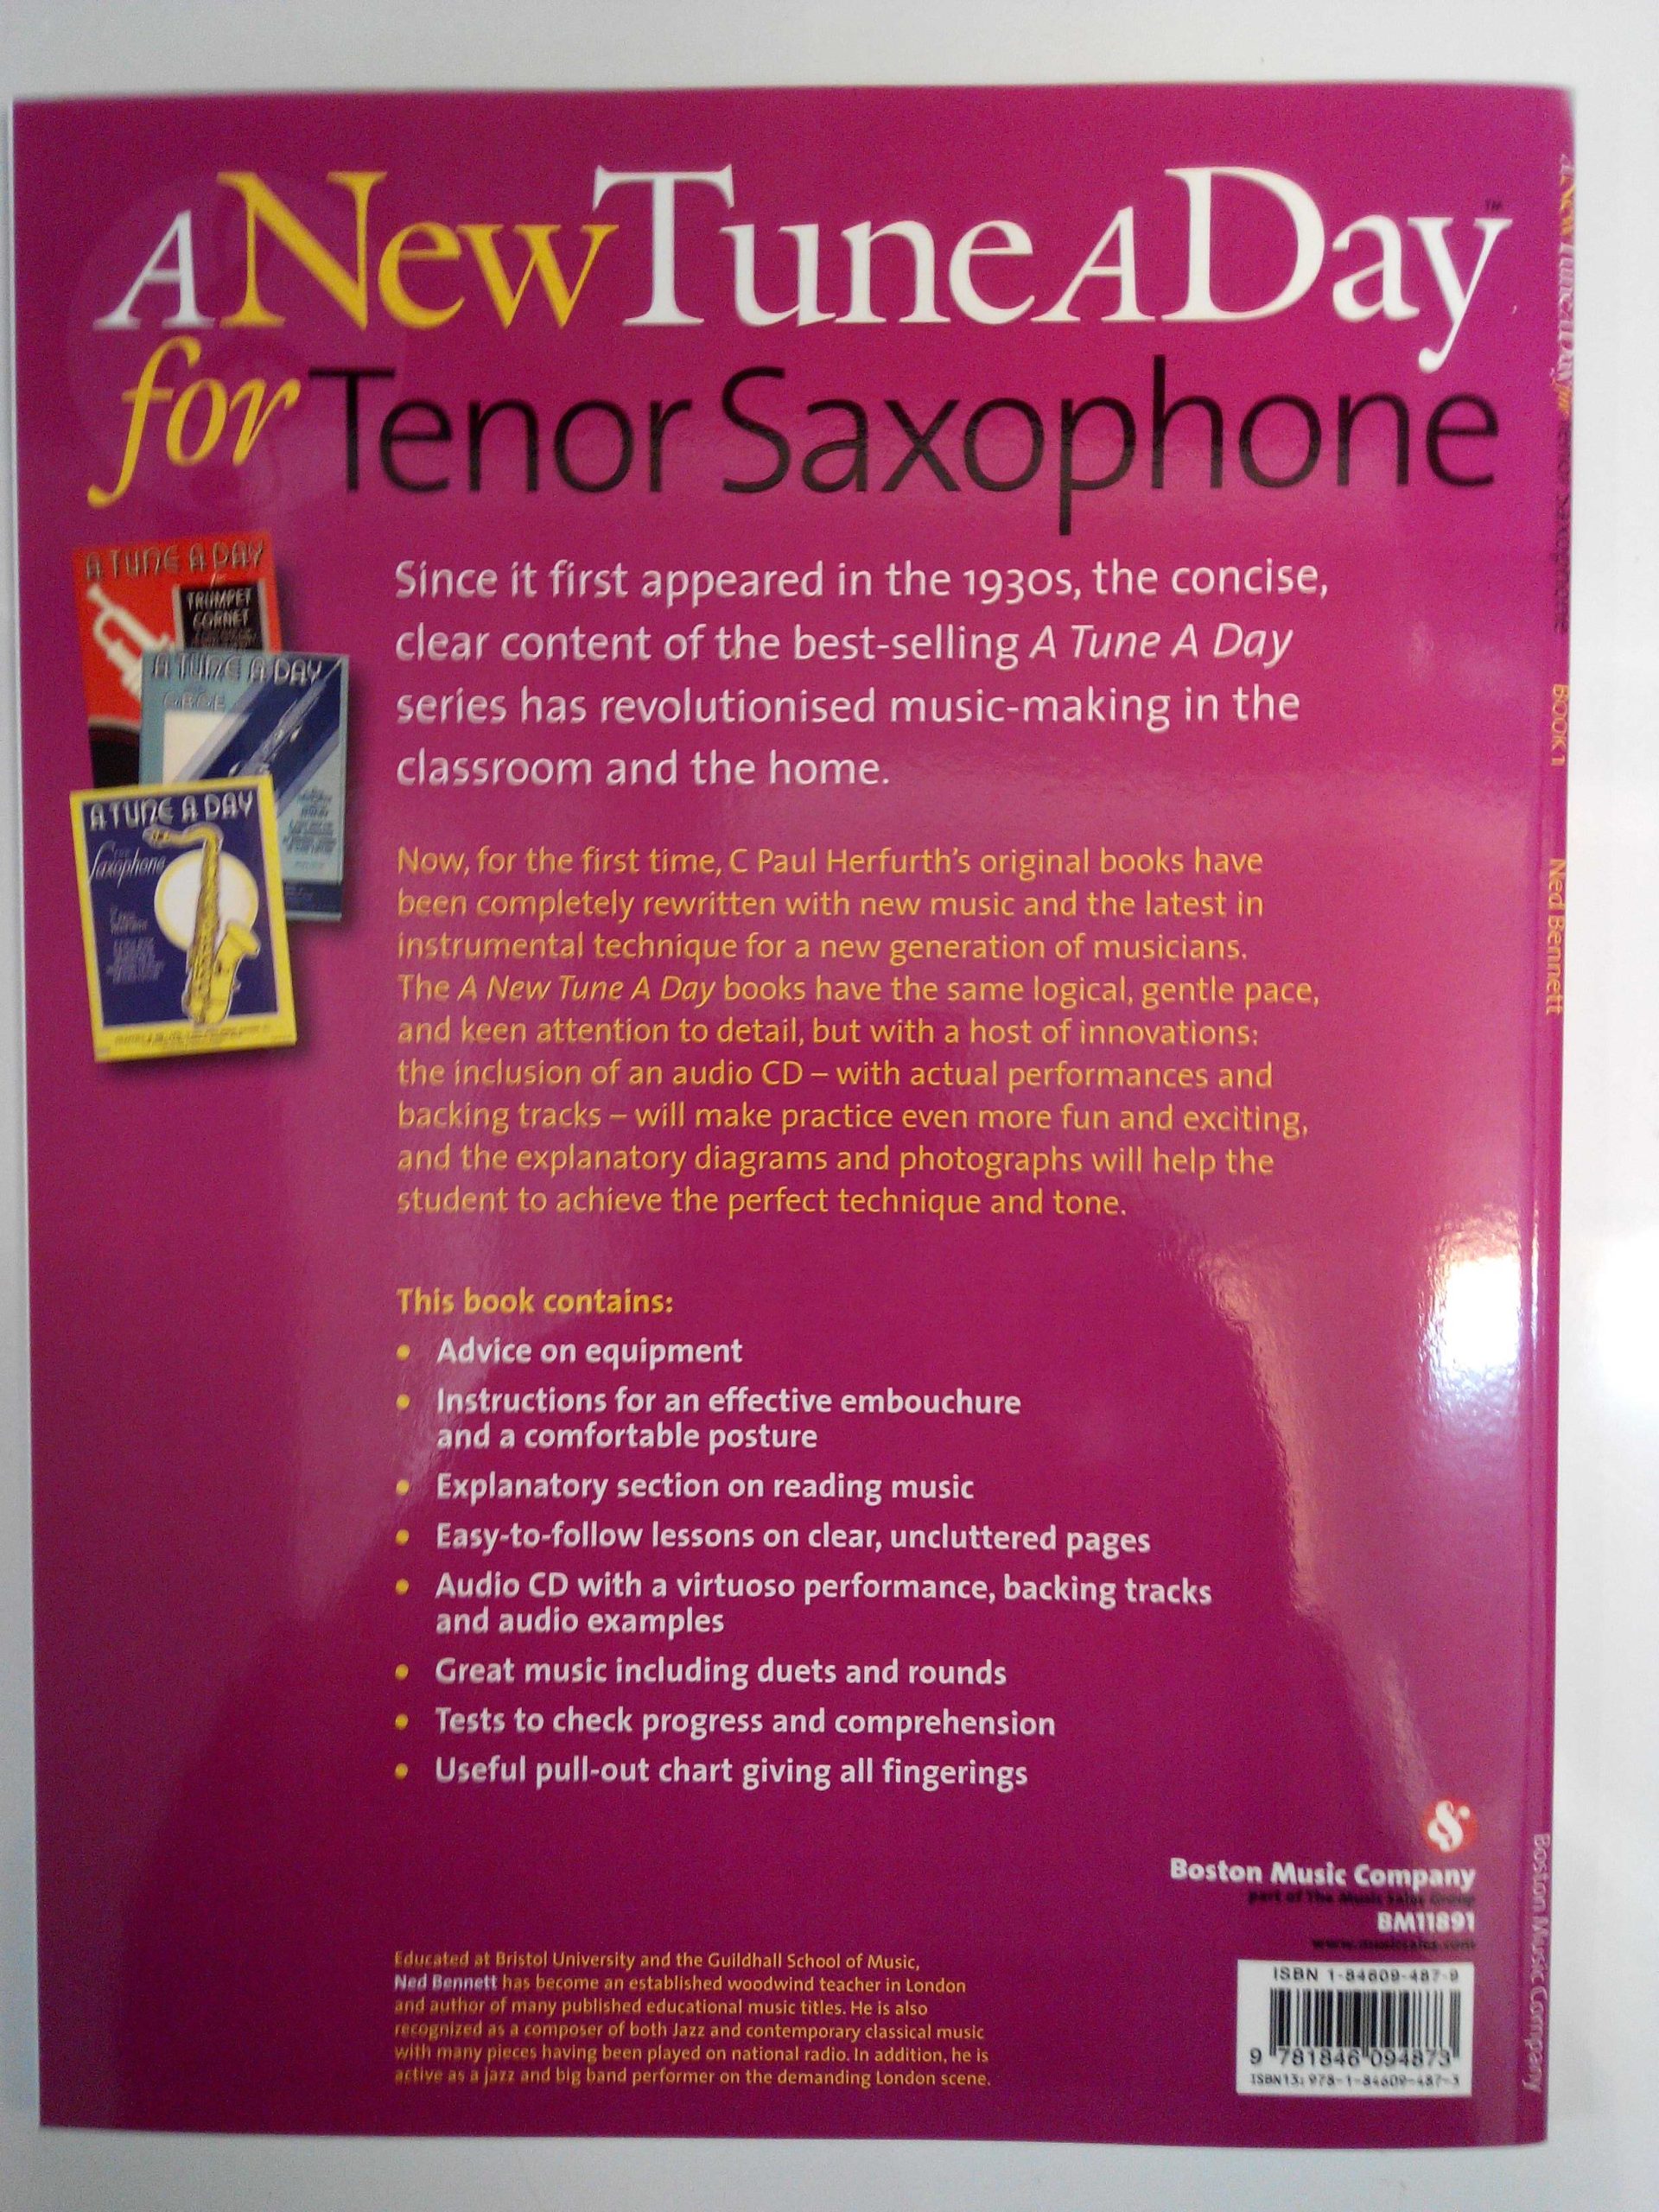 A New Tune A Day™
for Tenor Saxophone
A TUNE A DAY
for
TRUMPET
CORNET
A TUNE A DAY
OBOE
A TUNE A DAY
Saxophone
Since it first appeared in the 1930s, the concise,
clear content of the best-selling A Tune A Day
series has revolutionised music-making in the
classroom and the home.
Now, for the first time, C Paul Herfurth's original books have
been completely rewritten with new music and the latest in
instrumental technique for a new generation of musicians.
The A New Tune A Day books have the same logical, gentle pace,
and keen attention to detail, but with a host of innovations:
the inclusion of an audio CD – with actual performances and
backing tracks – will make practice even more fun and exciting,
and the explanatory diagrams and photographs will help the
student to achieve the perfect technique and tone.
This book contains:
• Advice on equipment
• Instructions for an effective embouchure
and a comfortable posture
• Explanatory section on reading music
• Easy-to-follow lessons on clear, uncluttered pages
• Audio CD with a virtuoso performance, backing tracks
and audio examples
• Great music including duets and rounds
• Tests to check progress and comprehension
• Useful pull-out chart giving all fingerings
&
Boston Music Company
part of The Music Sales Group
BM11891
www.musicsales.com
Educated at Bristol University and the Guildhall School of Music,
Ned Bennett has become an established woodwind teacher in London
and author of many published educational music titles. He is also
recognized as a composer of both Jazz and contemporary classical music
with many pieces having been played on national radio. In addition, he is
active as a jazz and big band performer on the demanding London scene.
ISBN 1-84609-487-9
9 781846 094873
ISBN13: 978-1-84609-487-3
A New Tune A Day for Tenor Saxophone BOOK 1 Ned Bennett Boston Music Company